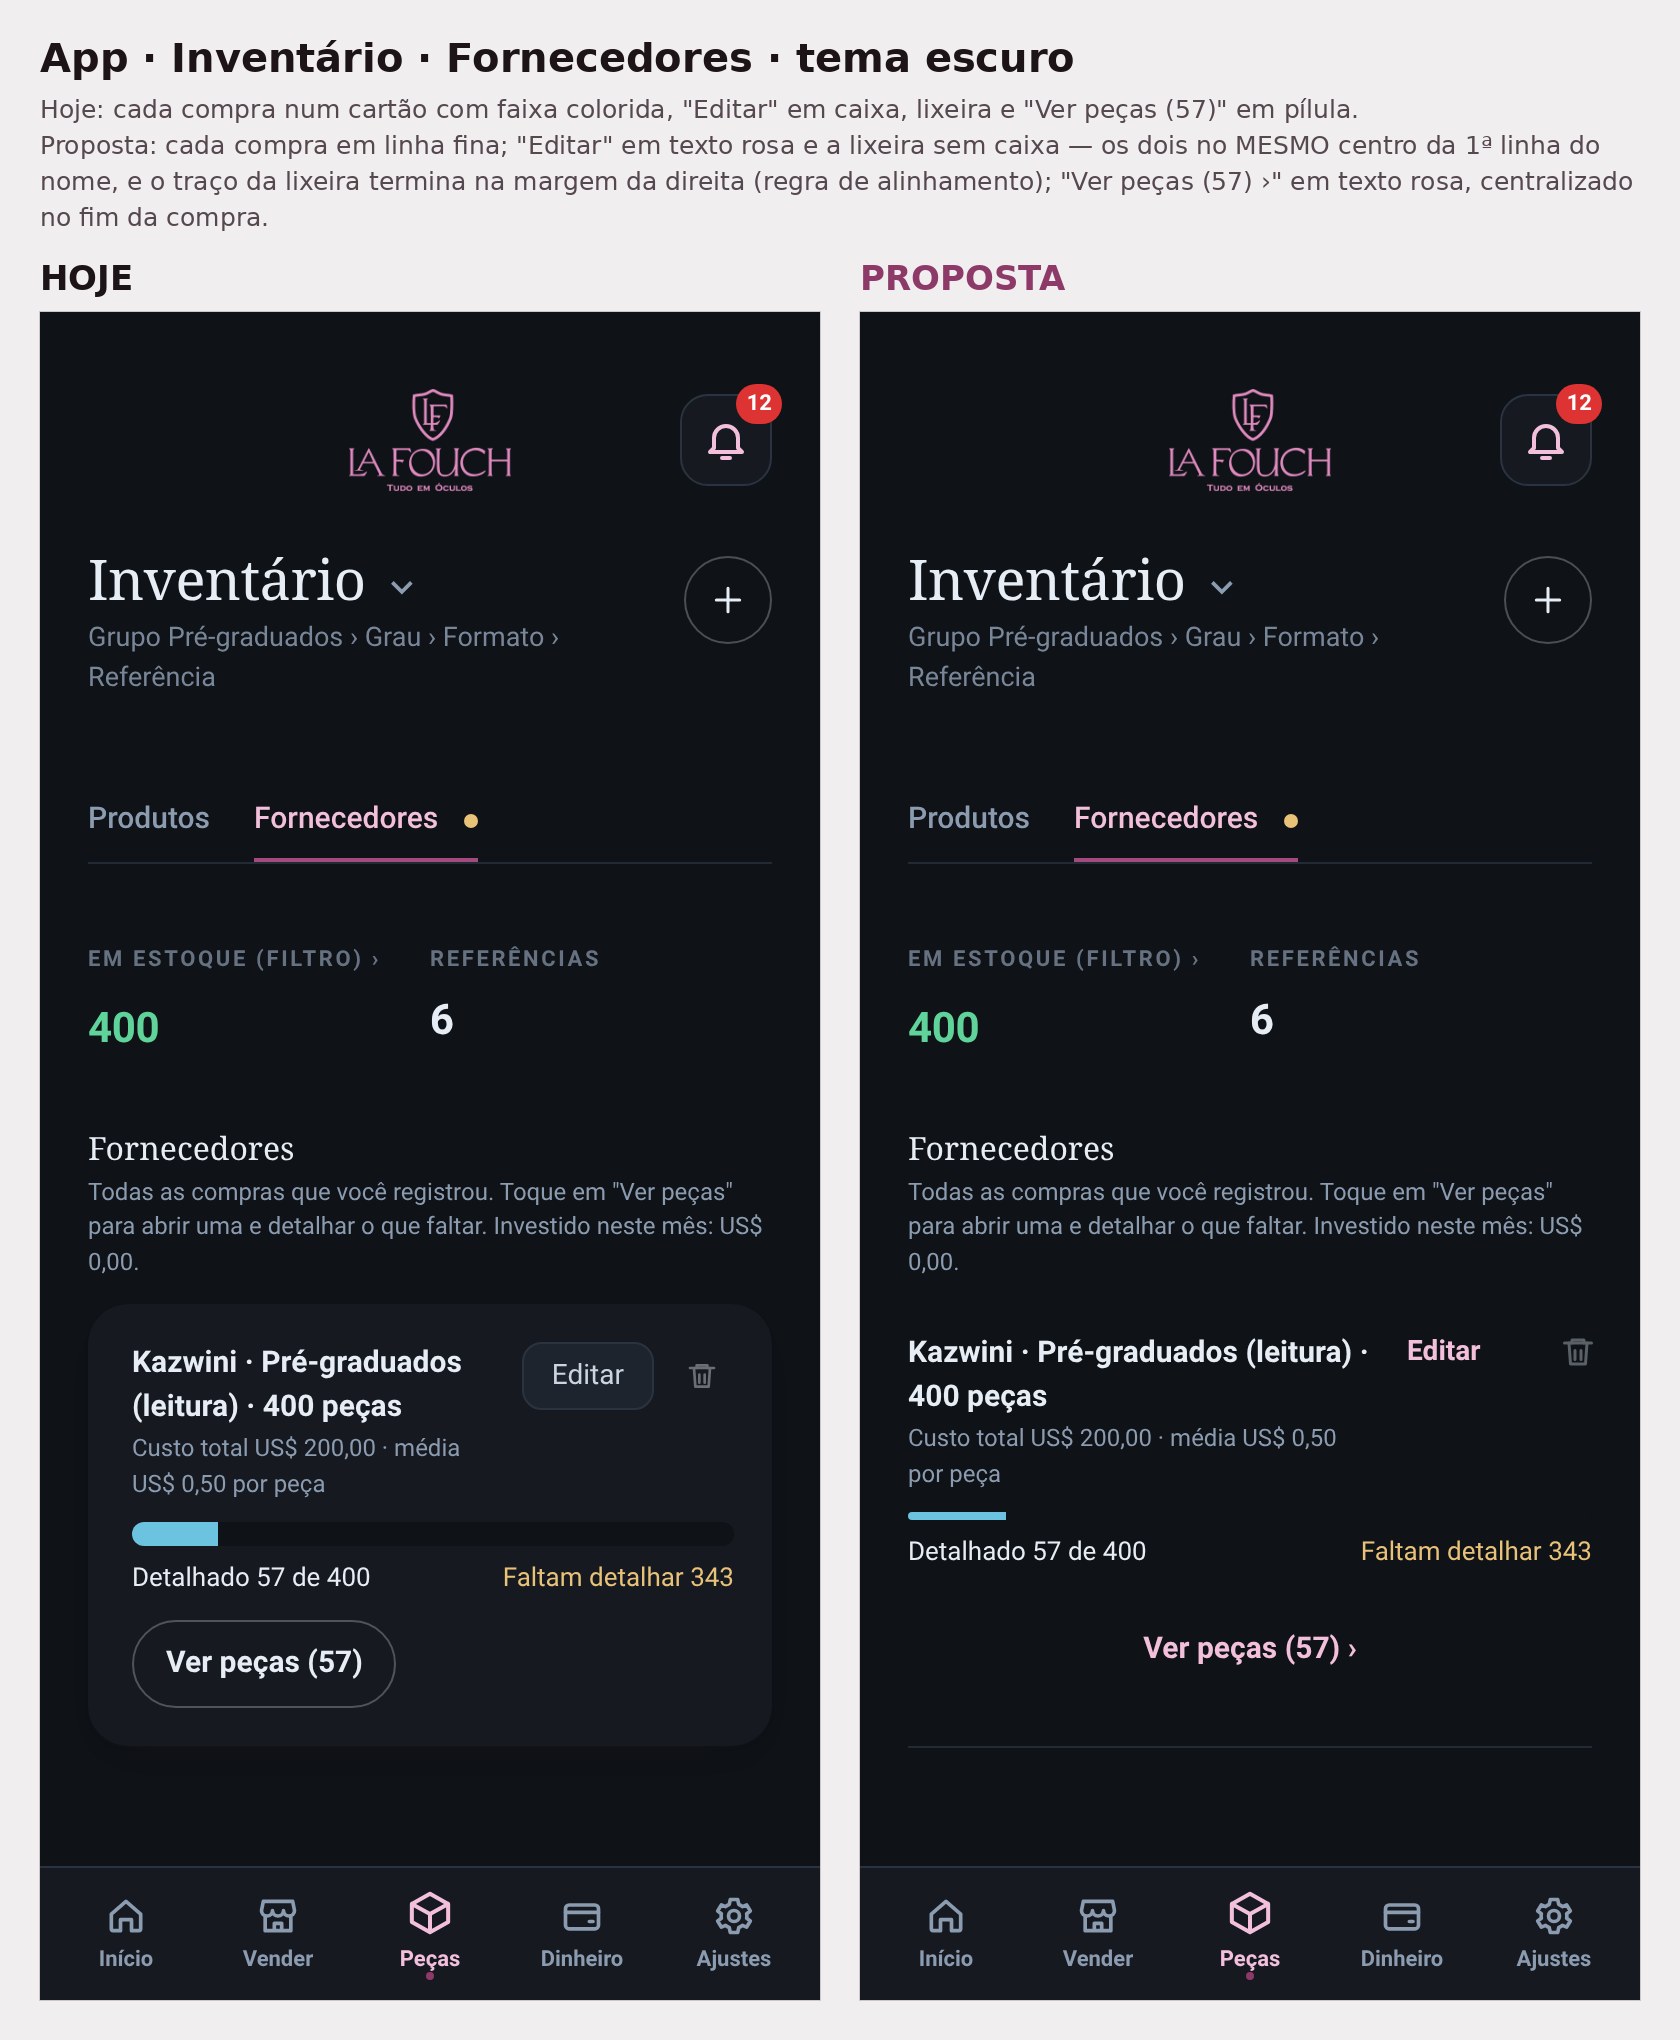 App · Inventário · Fornecedores · tema escuro
Hoje: cada compra num cartão com faixa colorida, "Editar" em caixa, lixeira e "Ver peças (57)" em pílula.
Proposta: cada compra em linha fina; "Editar" em texto rosa e a lixeira sem caixa — os dois no MESMO centro da 1ª linha do
nome, e o traço da lixeira termina na margem da direita (regra de alinhamento); "Ver peças (57) ›" em texto rosa, centralizado
no fim da compra.
HOJE
LF
LA FOUCH
TUDO EM ÓCULOS
12
Inventário
Grupo Pré-graduados › Grau › Formato ›
Referência
Produtos Fornecedores
EM ESTOQUE (FILTRO) › REFERÊNCIAS
400 6
Fornecedores
Todas as compras que você registrou. Toque em "Ver peças"
para abrir uma e detalhar o que faltar. Investido neste mês: US$
0,00.
Kazwini · Pré-graduados
(leitura) · 400 peças
Editar
Custo total US$ 200,00 · média
US$ 0,50 por peça
Detalhado 57 de 400 Faltam detalhar 343
Ver peças (57)
Início Vender Peças Dinheiro Ajustes
PROPOSTA
LF
LA FOUCH
TUDO EM ÓCULOS
12
Inventário
Grupo Pré-graduados › Grau › Formato ›
Referência
Produtos Fornecedores
EM ESTOQUE (FILTRO) › REFERÊNCIAS
400 6
Fornecedores
Todas as compras que você registrou. Toque em "Ver peças"
para abrir uma e detalhar o que faltar. Investido neste mês: US$
0,00.
Kazwini · Pré-graduados (leitura) ·
400 peças
Editar
Custo total US$ 200,00 · média US$ 0,50
por peça
Detalhado 57 de 400 Faltam detalhar 343
Ver peças (57) ›
Início Vender Peças Dinheiro Ajustes